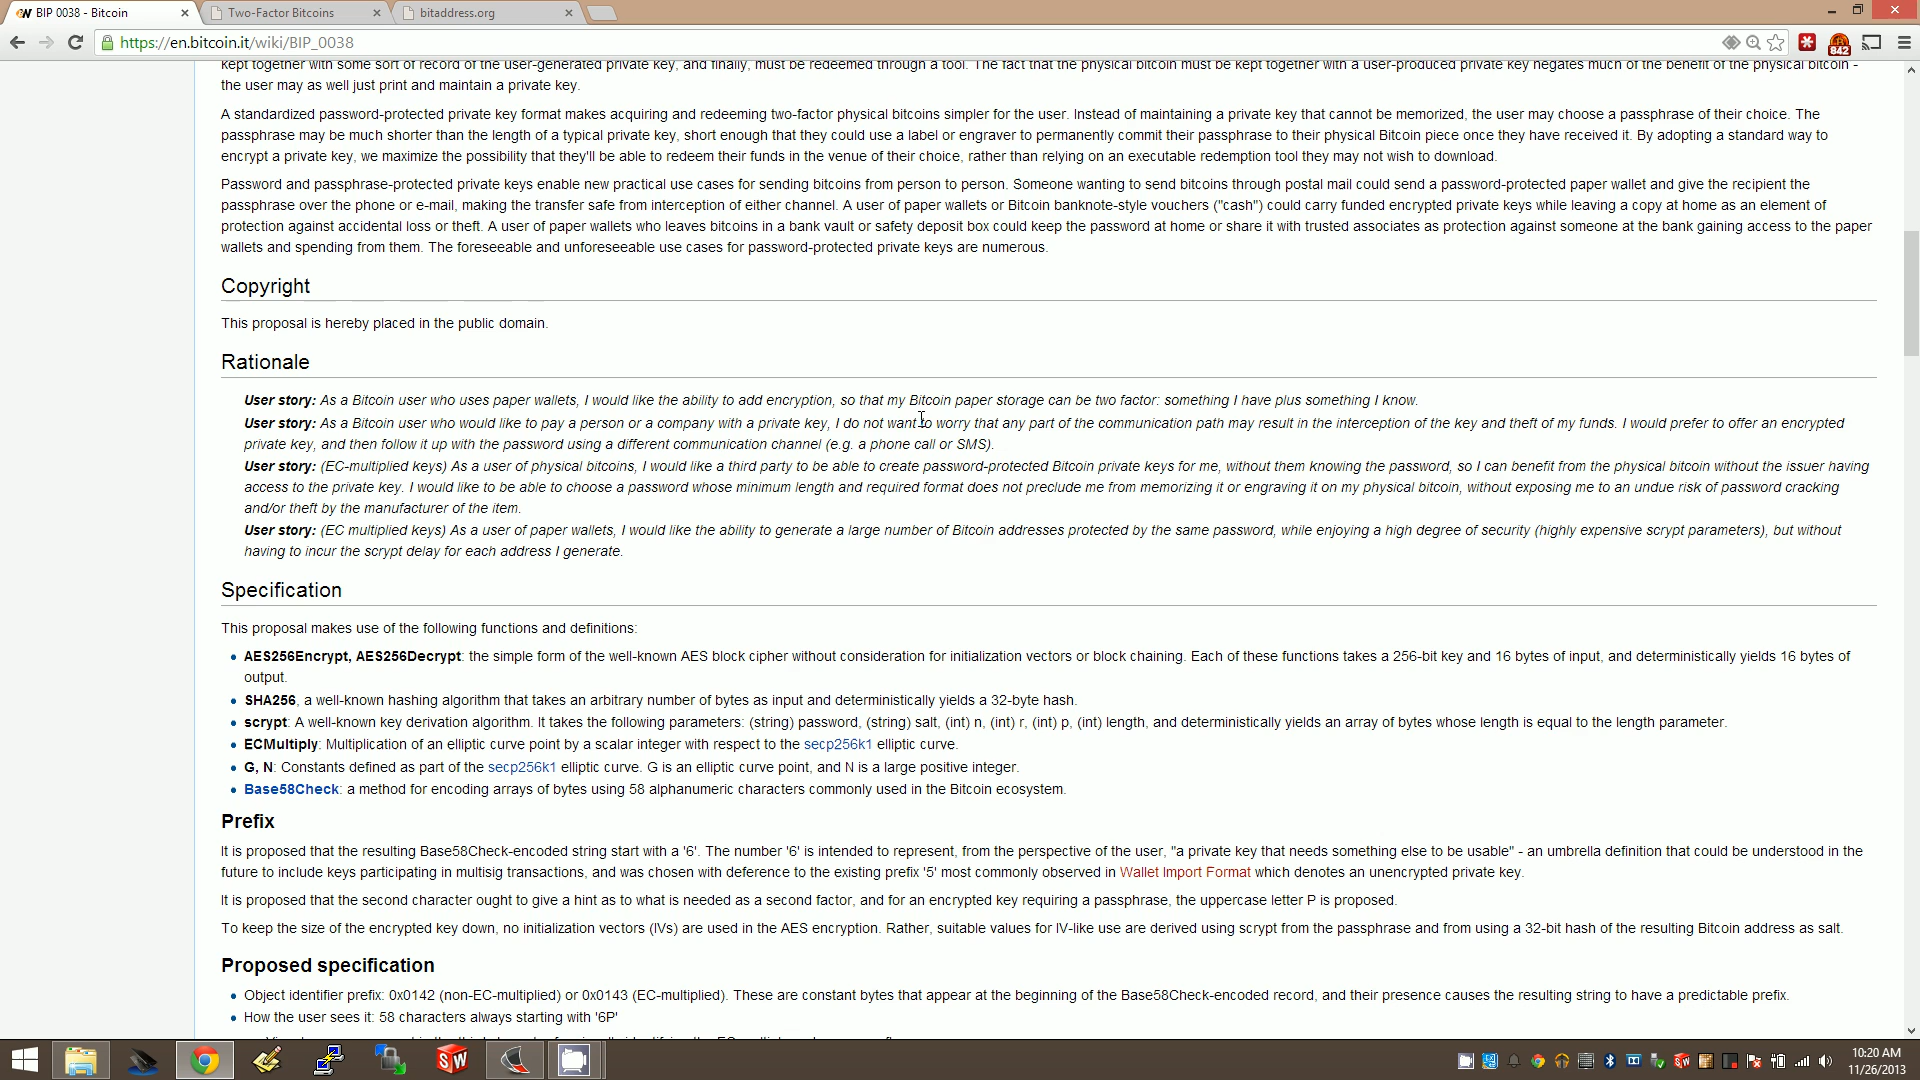 BIP 0038 - Bitcoin
Two-Factor Bitcoins
bitaddress.org
https://en.bitcoin.it/wiki/BIP_0038
842
kept together with some sort of record of the user-generated private key, and finally, must be redeemed through a tool. The fact that the physical bitcoin must be kept together with a user-produced private key negates much of the benefit of the physical bitcoin -
the user may as well just print and maintain a private key.
A standardized password-protected private key format makes acquiring and redeeming two-factor physical bitcoins simpler for the user. Instead of maintaining a private key that cannot be memorized, the user may choose a passphrase of their choice. The
passphrase may be much shorter than the length of a typical private key, short enough that they could use a label or engraver to permanently commit their passphrase to their physical Bitcoin piece once they have received it. By adopting a standard way to
encrypt a private key, we maximize the possibility that they'll be able to redeem their funds in the venue of their choice, rather than relying on an executable redemption tool they may not wish to download.
Password and passphrase-protected private keys enable new practical use cases for sending bitcoins from person to person. Someone wanting to send bitcoins through postal mail could send a password-protected paper wallet and give the recipient the
passphrase over the phone or e-mail, making the transfer safe from interception of either channel. A user of paper wallets or Bitcoin banknote-style vouchers ("cash") could carry funded encrypted private keys while leaving a copy at home as an element of
protection against accidental loss or theft. A user of paper wallets who leaves bitcoins in a bank vault or safety deposit box could keep the password at home or share it with trusted associates as protection against someone at the bank gaining access to the paper
wallets and spending from them. The foreseeable and unforeseeable use cases for password-protected private keys are numerous.
Copyright
This proposal is hereby placed in the public domain.
Rationale
User story: As a Bitcoin user who uses paper wallets, I would like the ability to add encryption, so that my Bitcoin paper storage can be two factor: something I have plus something I know.
User story: As a Bitcoin user who would like to pay a person or a company with a private key, I do not want to worry that any part of the communication path may result in the interception of the key and theft of my funds. I would prefer to offer an encrypted
private key, and then follow it up with the password using a different communication channel (e.g. a phone call or SMS).
User story: (EC-multiplied keys) As a user of physical bitcoins, I would like a third party to be able to create password-protected Bitcoin private keys for me, without them knowing the password, so I can benefit from the physical bitcoin without the issuer having
access to the private key. I would like to be able to choose a password whose minimum length and required format does not preclude me from memorizing it or engraving it on my physical bitcoin, without exposing me to an undue risk of password cracking
and/or theft by the manufacturer of the item.
User story: (EC multiplied keys) As a user of paper wallets, I would like the ability to generate a large number of Bitcoin addresses protected by the same password, while enjoying a high degree of security (highly expensive scrypt parameters), but without
having to incur the scrypt delay for each address I generate.
Specification
This proposal makes use of the following functions and definitions:
AES256Encrypt, AES256Decrypt: the simple form of the well-known AES block cipher without consideration for initialization vectors or block chaining. Each of these functions takes a 256-bit key and 16 bytes of input, and deterministically yields 16 bytes of
output.
SHA256, a well-known hashing algorithm that takes an arbitrary number of bytes as input and deterministically yields a 32-byte hash.
scrypt: A well-known key derivation algorithm. It takes the following parameters: (string) password, (string) salt, (int) n, (int) r, (int) p, (int) length, and deterministically yields an array of bytes whose length is equal to the length parameter.
ECMultiply: Multiplication of an elliptic curve point by a scalar integer with respect to the secp256k1 elliptic curve.
G, N: Constants defined as part of the secp256k1 elliptic curve. G is an elliptic curve point, and N is a large positive integer.
Base58Check: a method for encoding arrays of bytes using 58 alphanumeric characters commonly used in the Bitcoin ecosystem.
Prefix
It is proposed that the resulting Base58Check-encoded string start with a '6'. The number '6' is intended to represent, from the perspective of the user, "a private key that needs something else to be usable" - an umbrella definition that could be understood in the
future to include keys participating in multisig transactions, and was chosen with deference to the existing prefix '5' most commonly observed in Wallet Import Format which denotes an unencrypted private key.
It is proposed that the second character ought to give a hint as to what is needed as a second factor, and for an encrypted key requiring a passphrase, the uppercase letter P is proposed.
To keep the size of the encrypted key down, no initialization vectors (IVs) are used in the AES encryption. Rather, suitable values for IV-like use are derived using scrypt from the passphrase and from using a 32-bit hash of the resulting Bitcoin address as salt.
Proposed specification
Object identifier prefix: 0x0142 (non-EC-multiplied) or 0x0143 (EC-multiplied). These are constant bytes that appear at the beginning of the Base58Check-encoded record, and their presence causes the resulting string to have a predictable prefix.
How the user sees it: 58 characters always starting with '6P'
SW
10:20 AM
11/26/2013